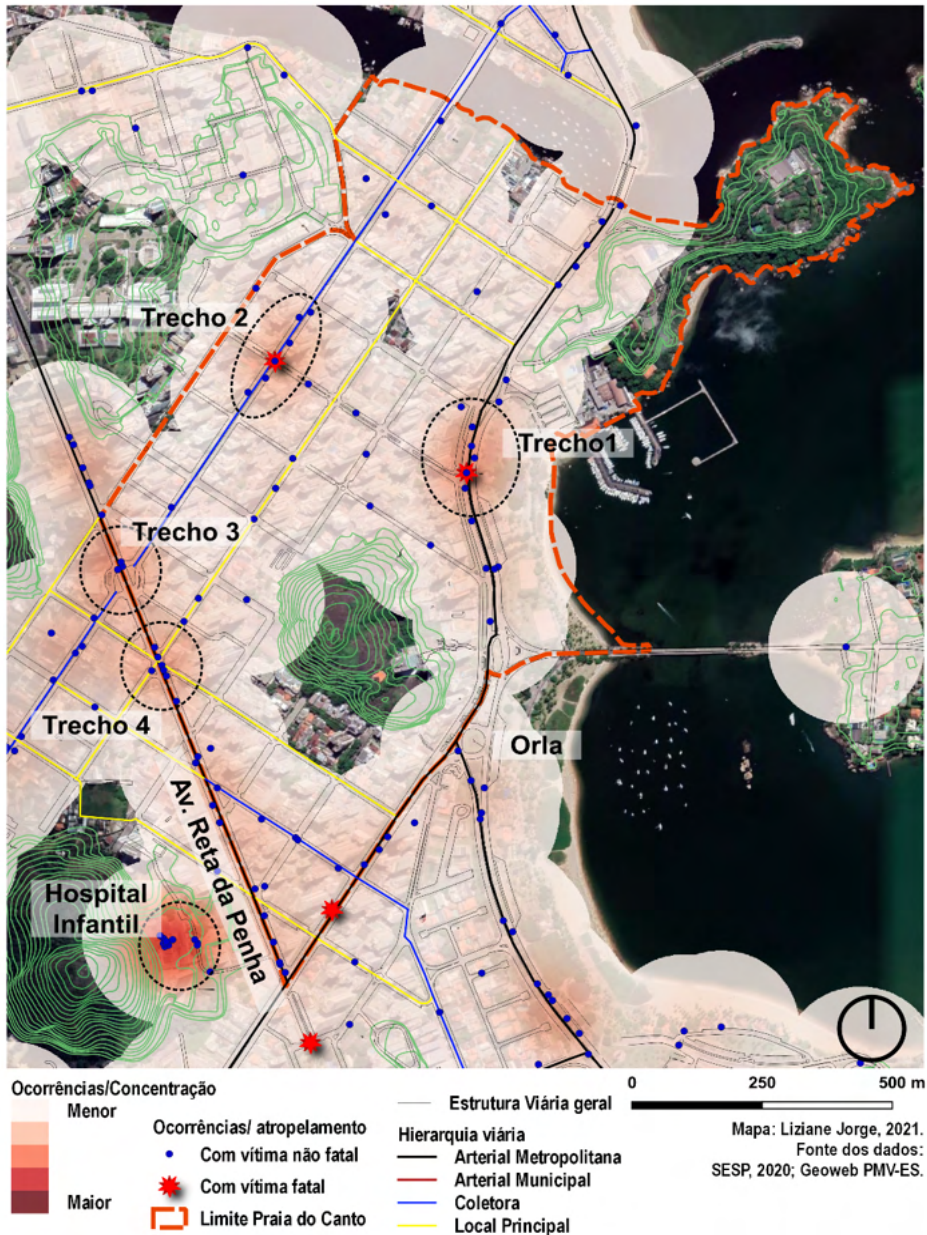 Trecho 2
Trecho1
Trecho 3
Trecho 4
Orla
Av. Reta da Penha
Hospital
Infantil
Ocorrências/Concentração
Menor
Maior
Ocorrências/ atropelamento
Com vítima não fatal
Com vítima fatal
Limite Praia do Canto
Estrutura Viária geral
Hierarquia viária
Arterial Metropolitana
Arterial Municipal
Coletora
Local Principal
0 250 500 m
Mapa: Liziane Jorge, 2021.
Fonte dos dados:
SESP, 2020; Geoweb PMV-ES.